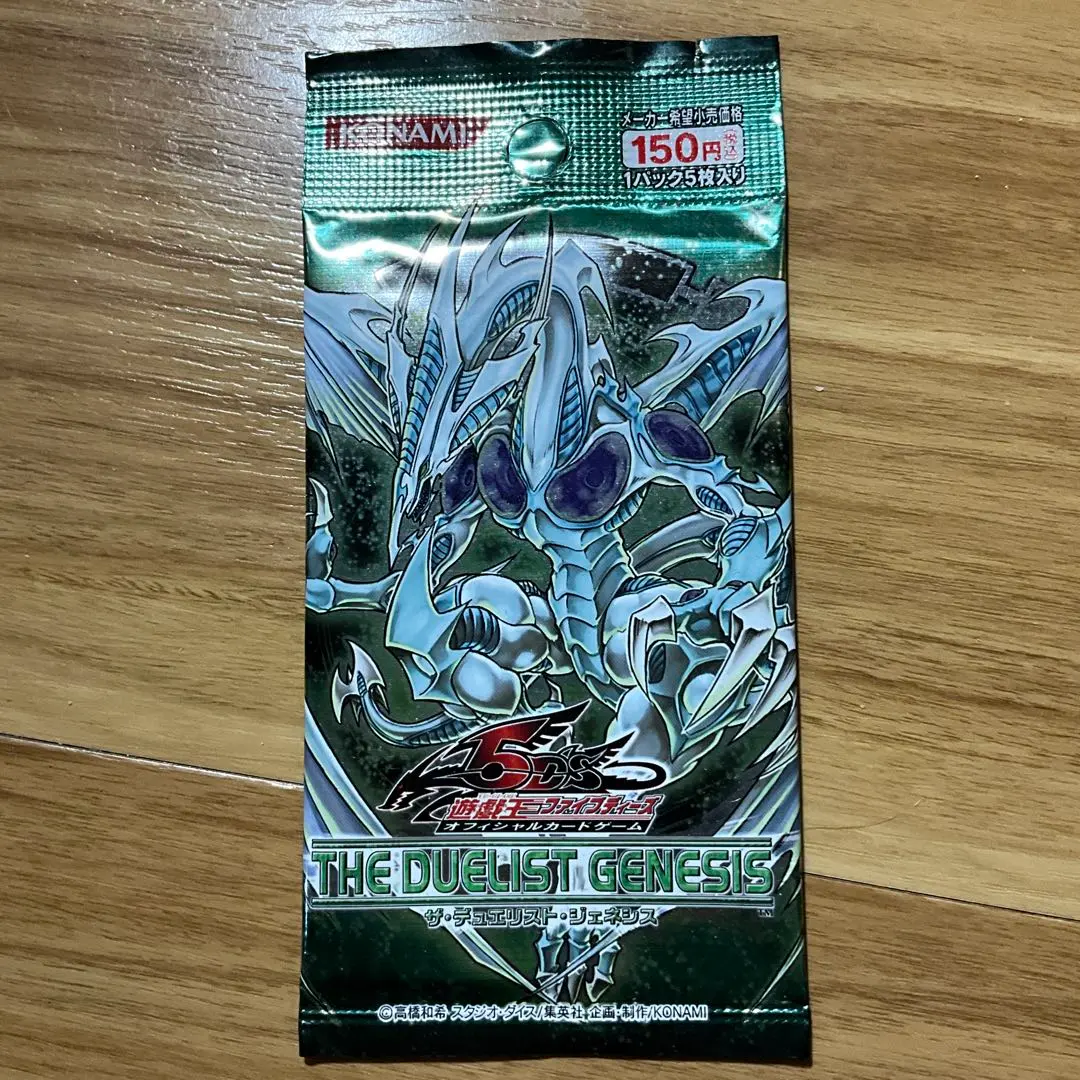 KONAMI
メーカー希望小売価格
150円税込
1パック5枚入り
5D's
遊戯王ファイブディーズ
オフィシャルカードゲーム
THE DUELIST GENESIS
TM
ザ・デュエリスト・ジェネシス
©高橋和希 スタジオ・ダイス/集英社 企画・制作/KONAMI